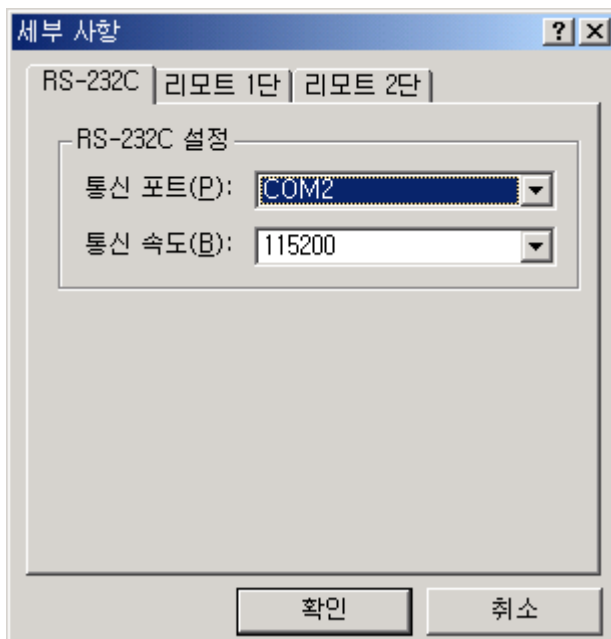 세부 사항
RS-232C 리모트 1단 리모트 2단
RS-232C 설정
통신 포트(P): COM2
통신 속도(B): 115200
확인 취소